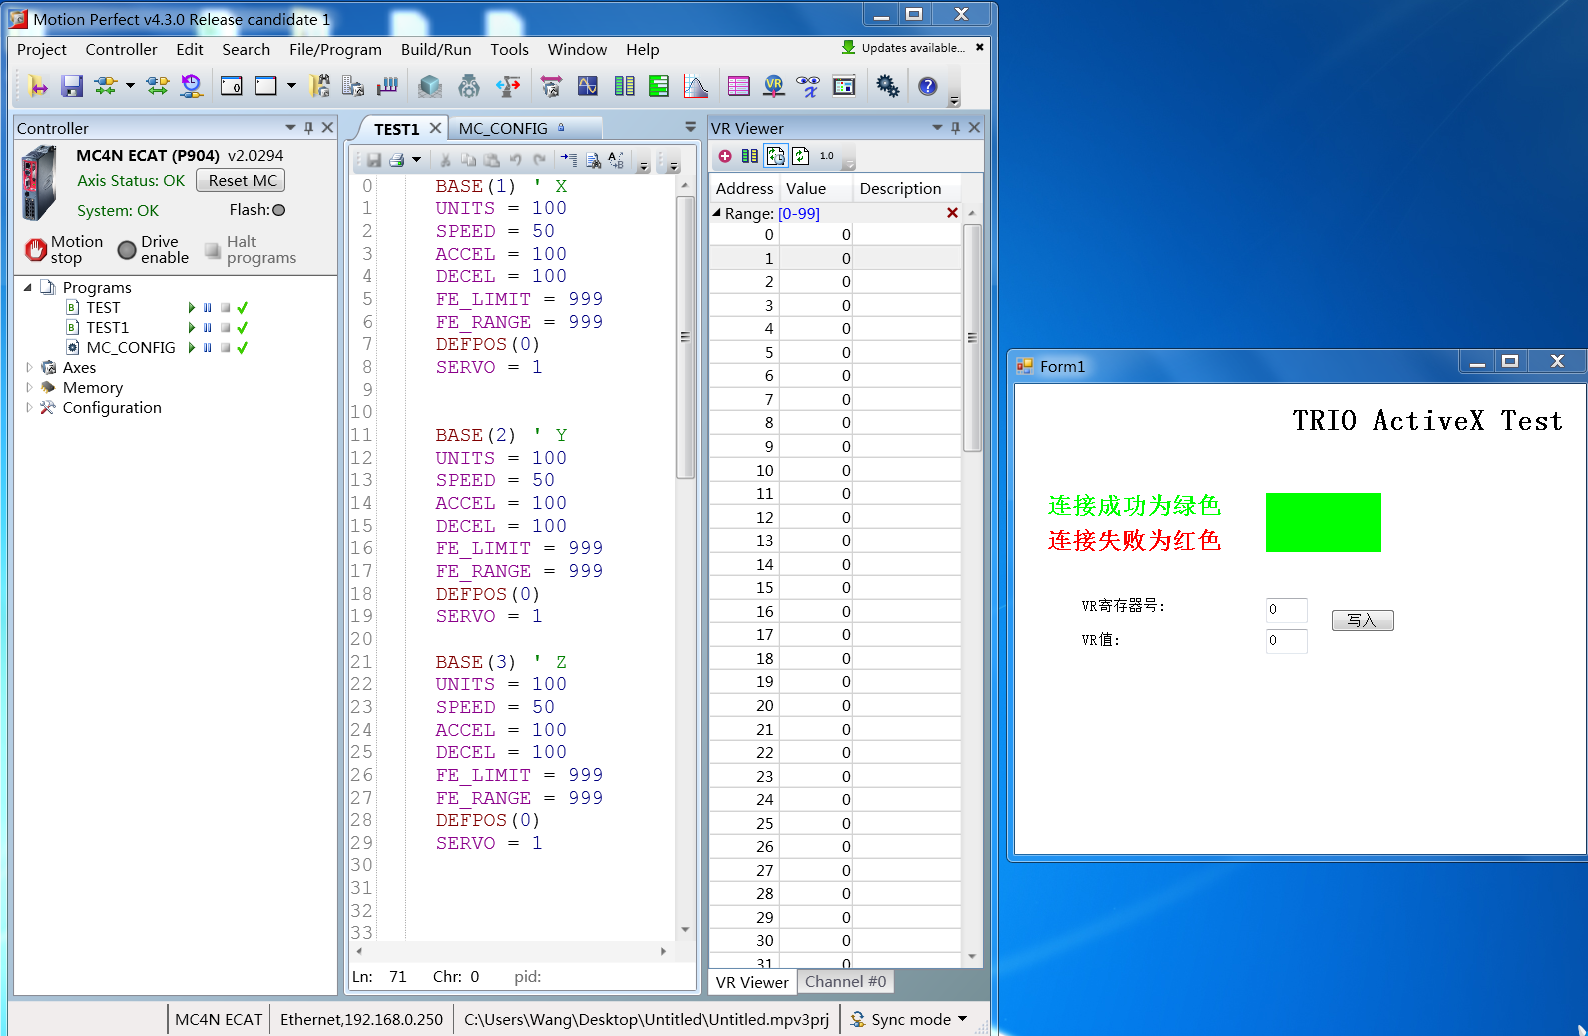 Motion Perfect v4.3.0 Release candidate 1
Project Controller Edit Search File/Program Build/Run Tools Window Help Updates available...
Controller
MC4N ECAT (P904) v2.0294
Axis Status: OK Reset MC
System: OK Flash:
Motion stop Drive enable Halt programs
Programs
TEST
TEST1
MC_CONFIG
Axes
Memory
Configuration
TEST1 MC_CONFIG
0 BASE(1) ' X
1 UNITS = 100
2 SPEED = 50
3 ACCEL = 100
4 DECEL = 100
5 FE_LIMIT = 999
6 FE_RANGE = 999
7 DEFPOS(0)
8 SERVO = 1
9
10
11 BASE(2) ' Y
12 UNITS = 100
13 SPEED = 50
14 ACCEL = 100
15 DECEL = 100
16 FE_LIMIT = 999
17 FE_RANGE = 999
18 DEFPOS(0)
19 SERVO = 1
20
21 BASE(3) ' Z
22 UNITS = 100
23 SPEED = 50
24 ACCEL = 100
25 DECEL = 100
26 FE_LIMIT = 999
27 FE_RANGE = 999
28 DEFPOS(0)
29 SERVO = 1
30
31
32
33
Ln: 71 Chr: 0 pid:
VR Viewer
1.0
Address Value Description
Range: [0-99]
0 0
1 0
2 0
3 0
4 0
5 0
6 0
7 0
8 0
9 0
10 0
11 0
12 0
13 0
14 0
15 0
16 0
17 0
18 0
19 0
20 0
21 0
22 0
23 0
24 0
25 0
26 0
27 0
28 0
29 0
30 0
31 0
VR Viewer Channel #0
MC4N ECAT Ethernet,192.168.0.250 C:\Users\Wang\Desktop\Untitled\Untitled.mpv3prj Sync mode
Form1
TRIO ActiveX Test
连接成功为绿色
连接失败为红色
VR寄存器号: 0
写入
VR值: 0